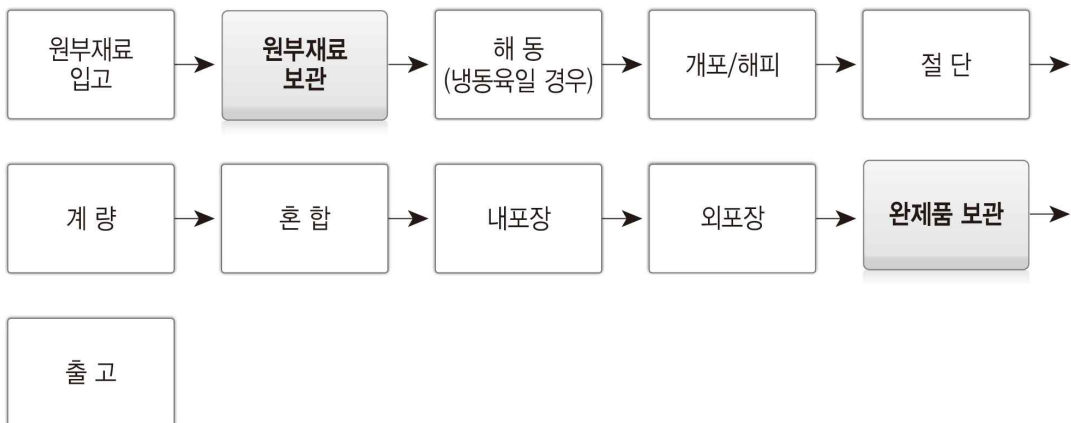 원부재료
입고
원부재료
보관
해 동
(냉동육일 경우)
개포/해피
절 단
계 량
혼 합
내포장
외포장
완제품 보관
출 고